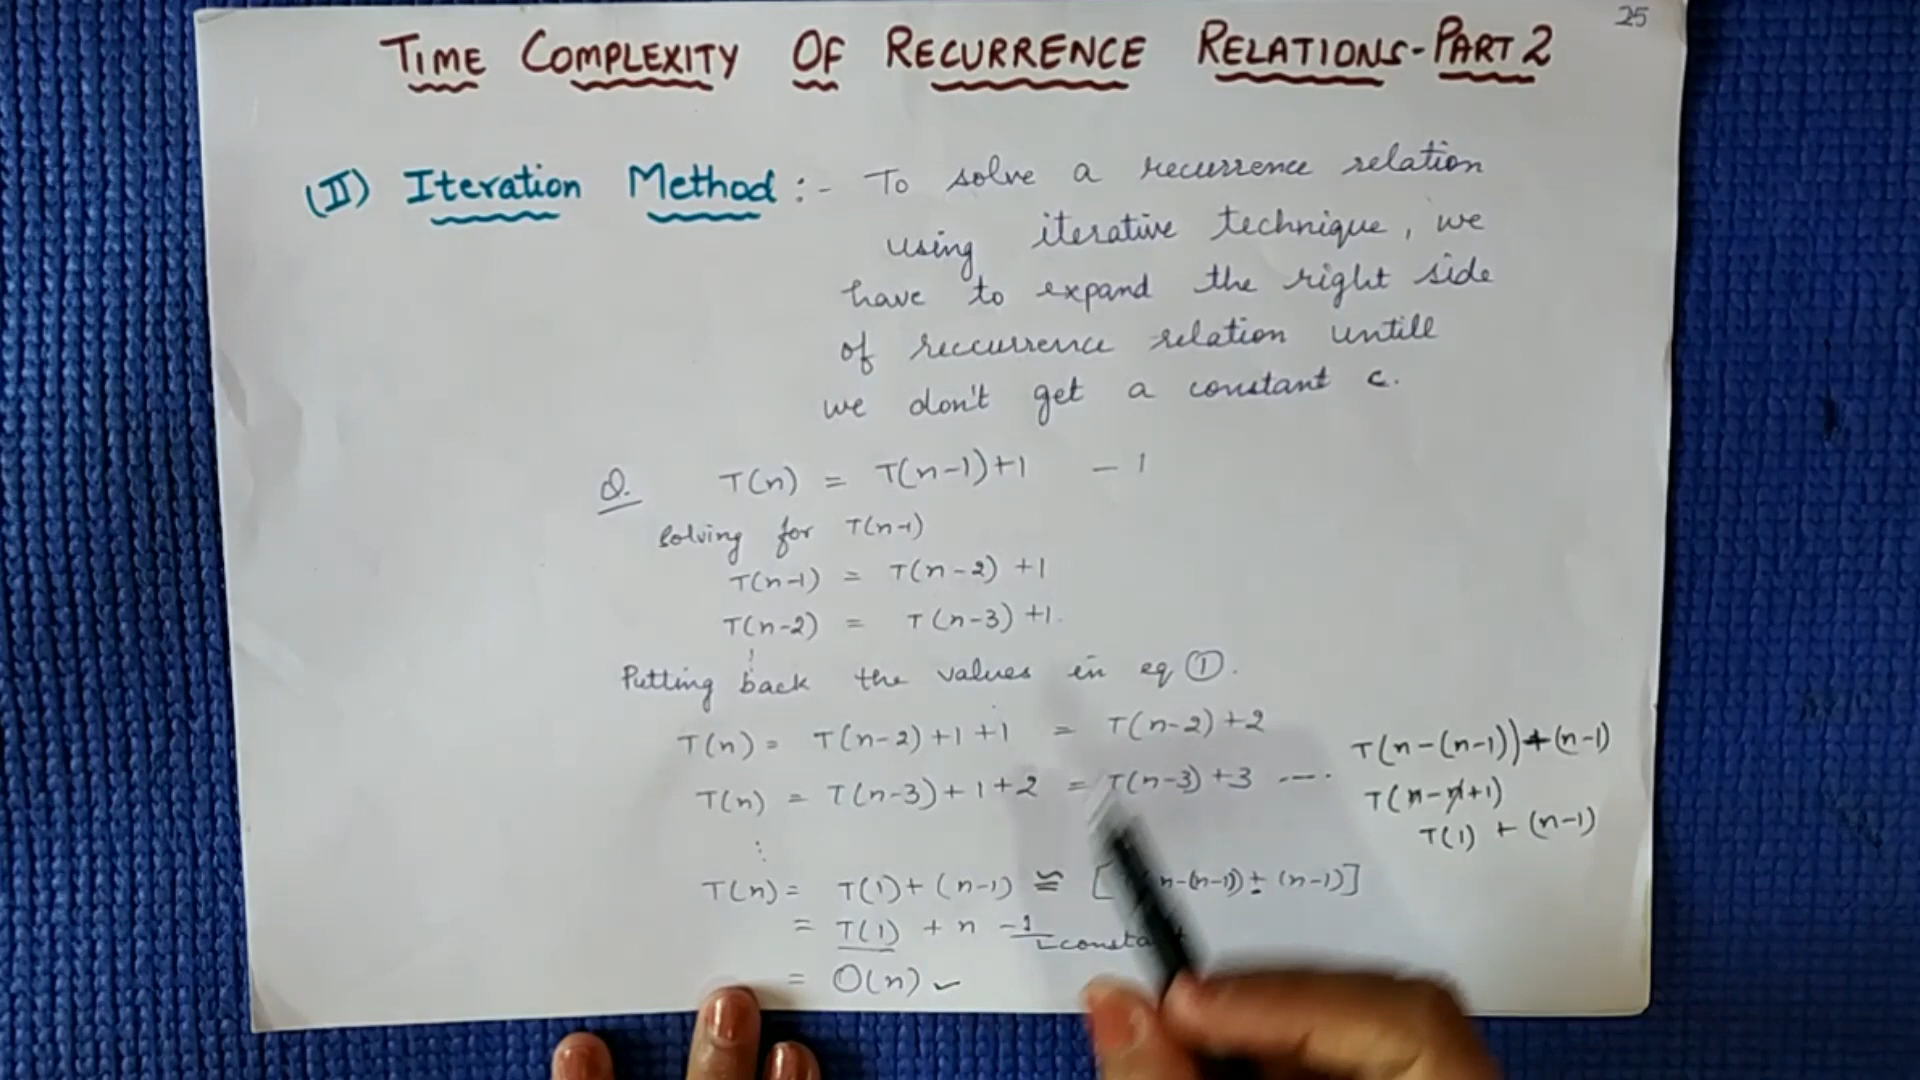 25
TIME COMPLEXITY OF RECURRENCE RELATIONS-PART 2
(II) Iteration Method :- To solve a recurrence relation
using iterative technique, we
have to expand the right side
of reccurrence relation untill
we don't get a constant c.
Q. T(n) = T(n-1)+1 - 1
Solving for T(n-1)
T(n-1) = T(n-2) +1
T(n-2) = T(n-3) +1.
Putting back the values in eq ①.
T(n) = T(n-2)+1+1 = T(n-2)+2
T(n) = T(n-3)+1+2 = T(n-3)+3 ----.
T(n-(n-1))+(n-1)
T(n-n+1)
T(1) + (n-1)
T(n) = T(1)+(n-1) ≅ [ n-(n-1))+(n-1)]
= T(1) + n -1
= O(n) ✓